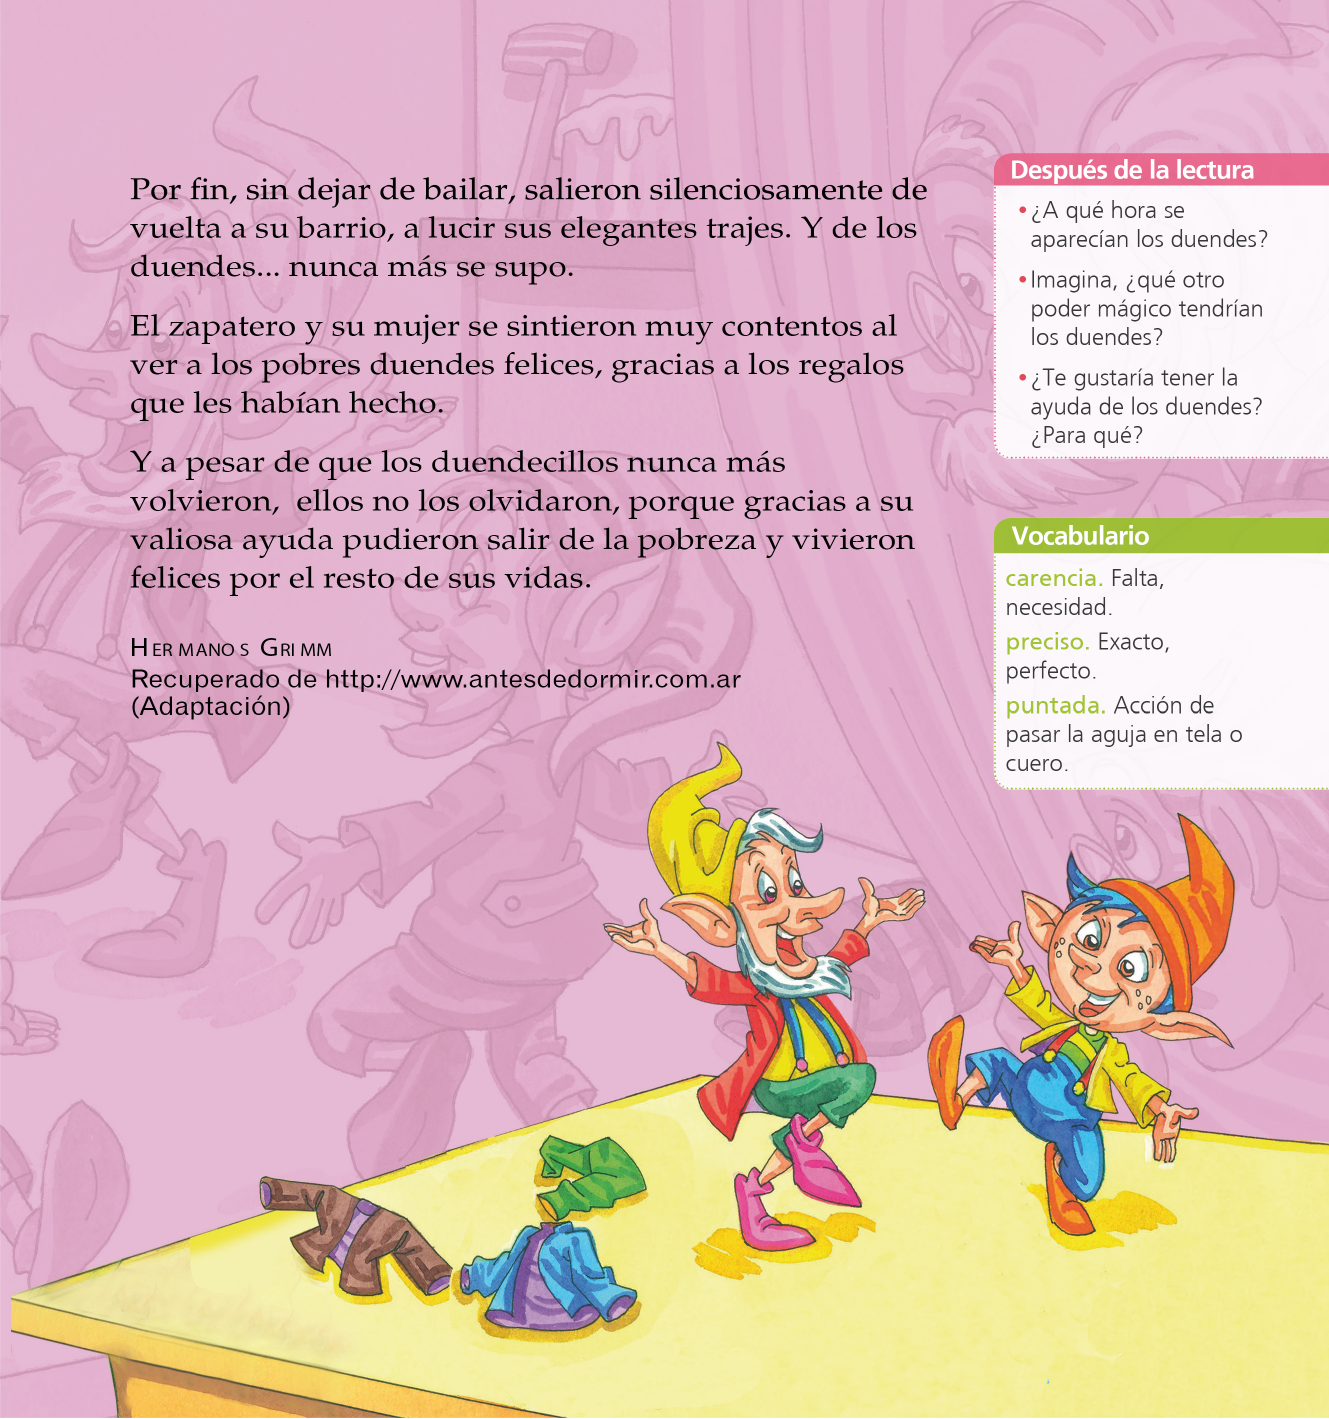 Por fin, sin dejar de bailar, salieron silenciosamente de
vuelta a su barrio, a lucir sus elegantes trajes. Y de los
duendes... nunca más se supo.
El zapatero y su mujer se sintieron muy contentos al
ver a los pobres duendes felices, gracias a los regalos
que les habían hecho.
Y a pesar de que los duendecillos nunca más
volvieron, ellos no los olvidaron, porque gracias a su
valiosa ayuda pudieron salir de la pobreza y vivieron
felices por el resto de sus vidas.
HERMANOS GRIMM
Recuperado de http://www.antesdedormir.com.ar
(Adaptación)
Después de la lectura
• ¿A qué hora se
aparecían los duendes?
• Imagina, ¿qué otro
poder mágico tendrían
los duendes?
• ¿Te gustaría tener la
ayuda de los duendes?
¿Para qué?
Vocabulario
carencia. Falta,
necesidad.
preciso. Exacto,
perfecto.
puntada. Acción de
pasar la aguja en tela o
cuero.